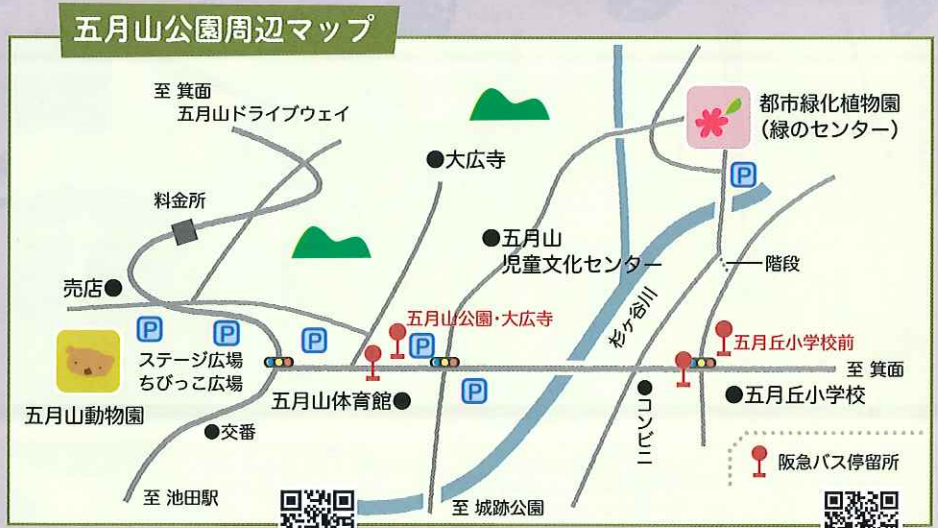 五月山公園周辺マップ
至 箕面
五月山ドライブウェイ
料金所
大広寺
都市緑化植物園
（緑のセンター）
P
五月山
児童文化センター
階段
売店
杉ヶ谷川
P
P
P
五月山公園・大広寺
P
五月丘小学校前
ステージ広場
ちびっこ広場
至 箕面
五月山動物園
五月山体育館
P
コンビニ
五月丘小学校
交番
阪急バス停留所
至 池田駅
至 城跡公園